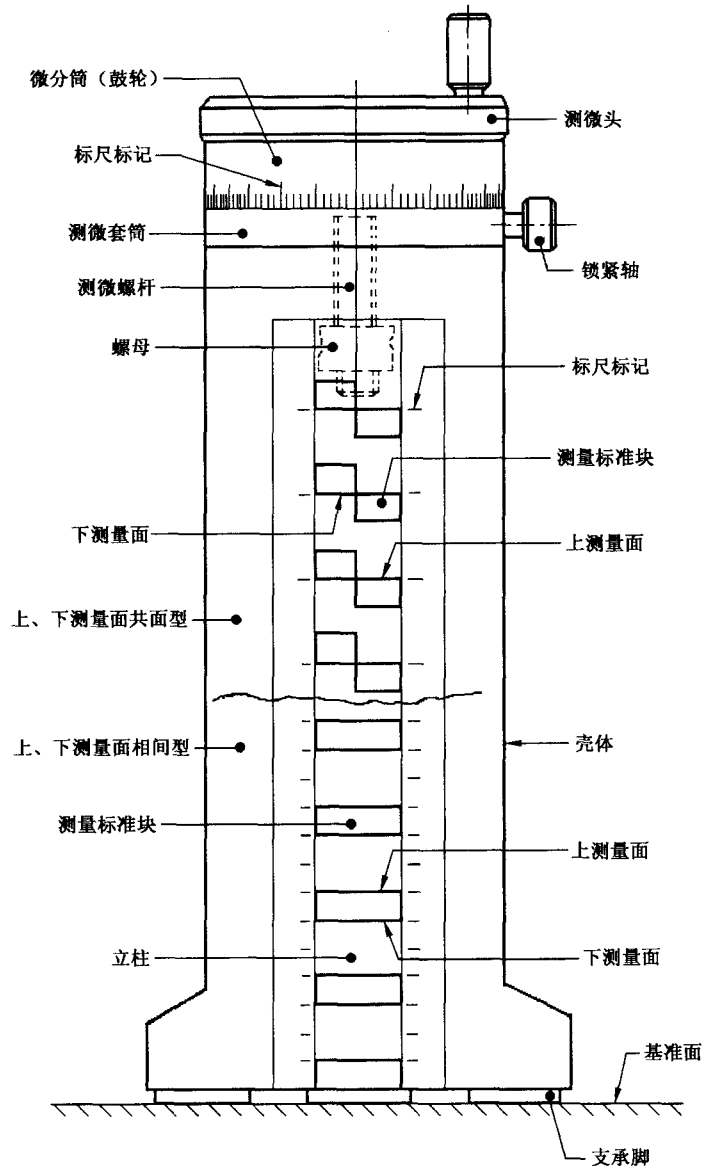 微分筒（鼓轮）
测微头
标尺标记
测微套筒
锁紧轴
测微螺杆
螺母
标尺标记
测量标准块
下测量面
上测量面
上、下测量面共面型
上、下测量面相间型
壳体
测量标准块
上测量面
立柱
下测量面
基准面
支承脚